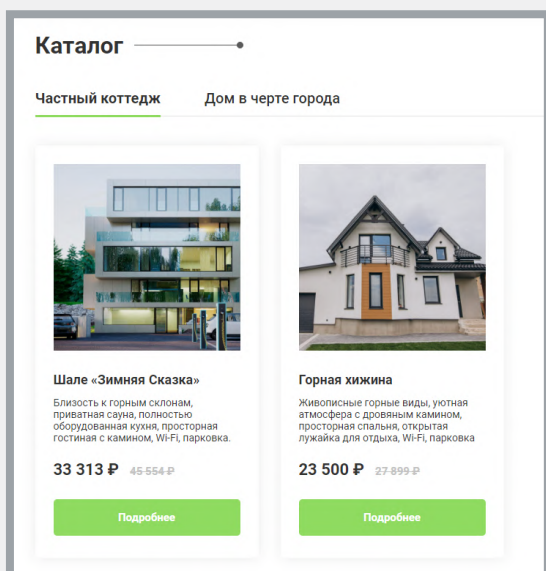 Каталог
Частный коттедж Дом в черте города
Шале «Зимняя Сказка»
Близость к горным склонам,
приватная сауна, полностью
оборудованная кухня, просторная
гостиная с камином, Wi-Fi, парковка.
33 313 ₽ 45 554 ₽
Подробнее
Горная хижина
Живописные горные виды, уютная
атмосфера с дровяным камином,
просторная спальня, открытая
лужайка для отдыха, Wi-Fi, парковка
23 500 ₽ 27 899 ₽
Подробнее